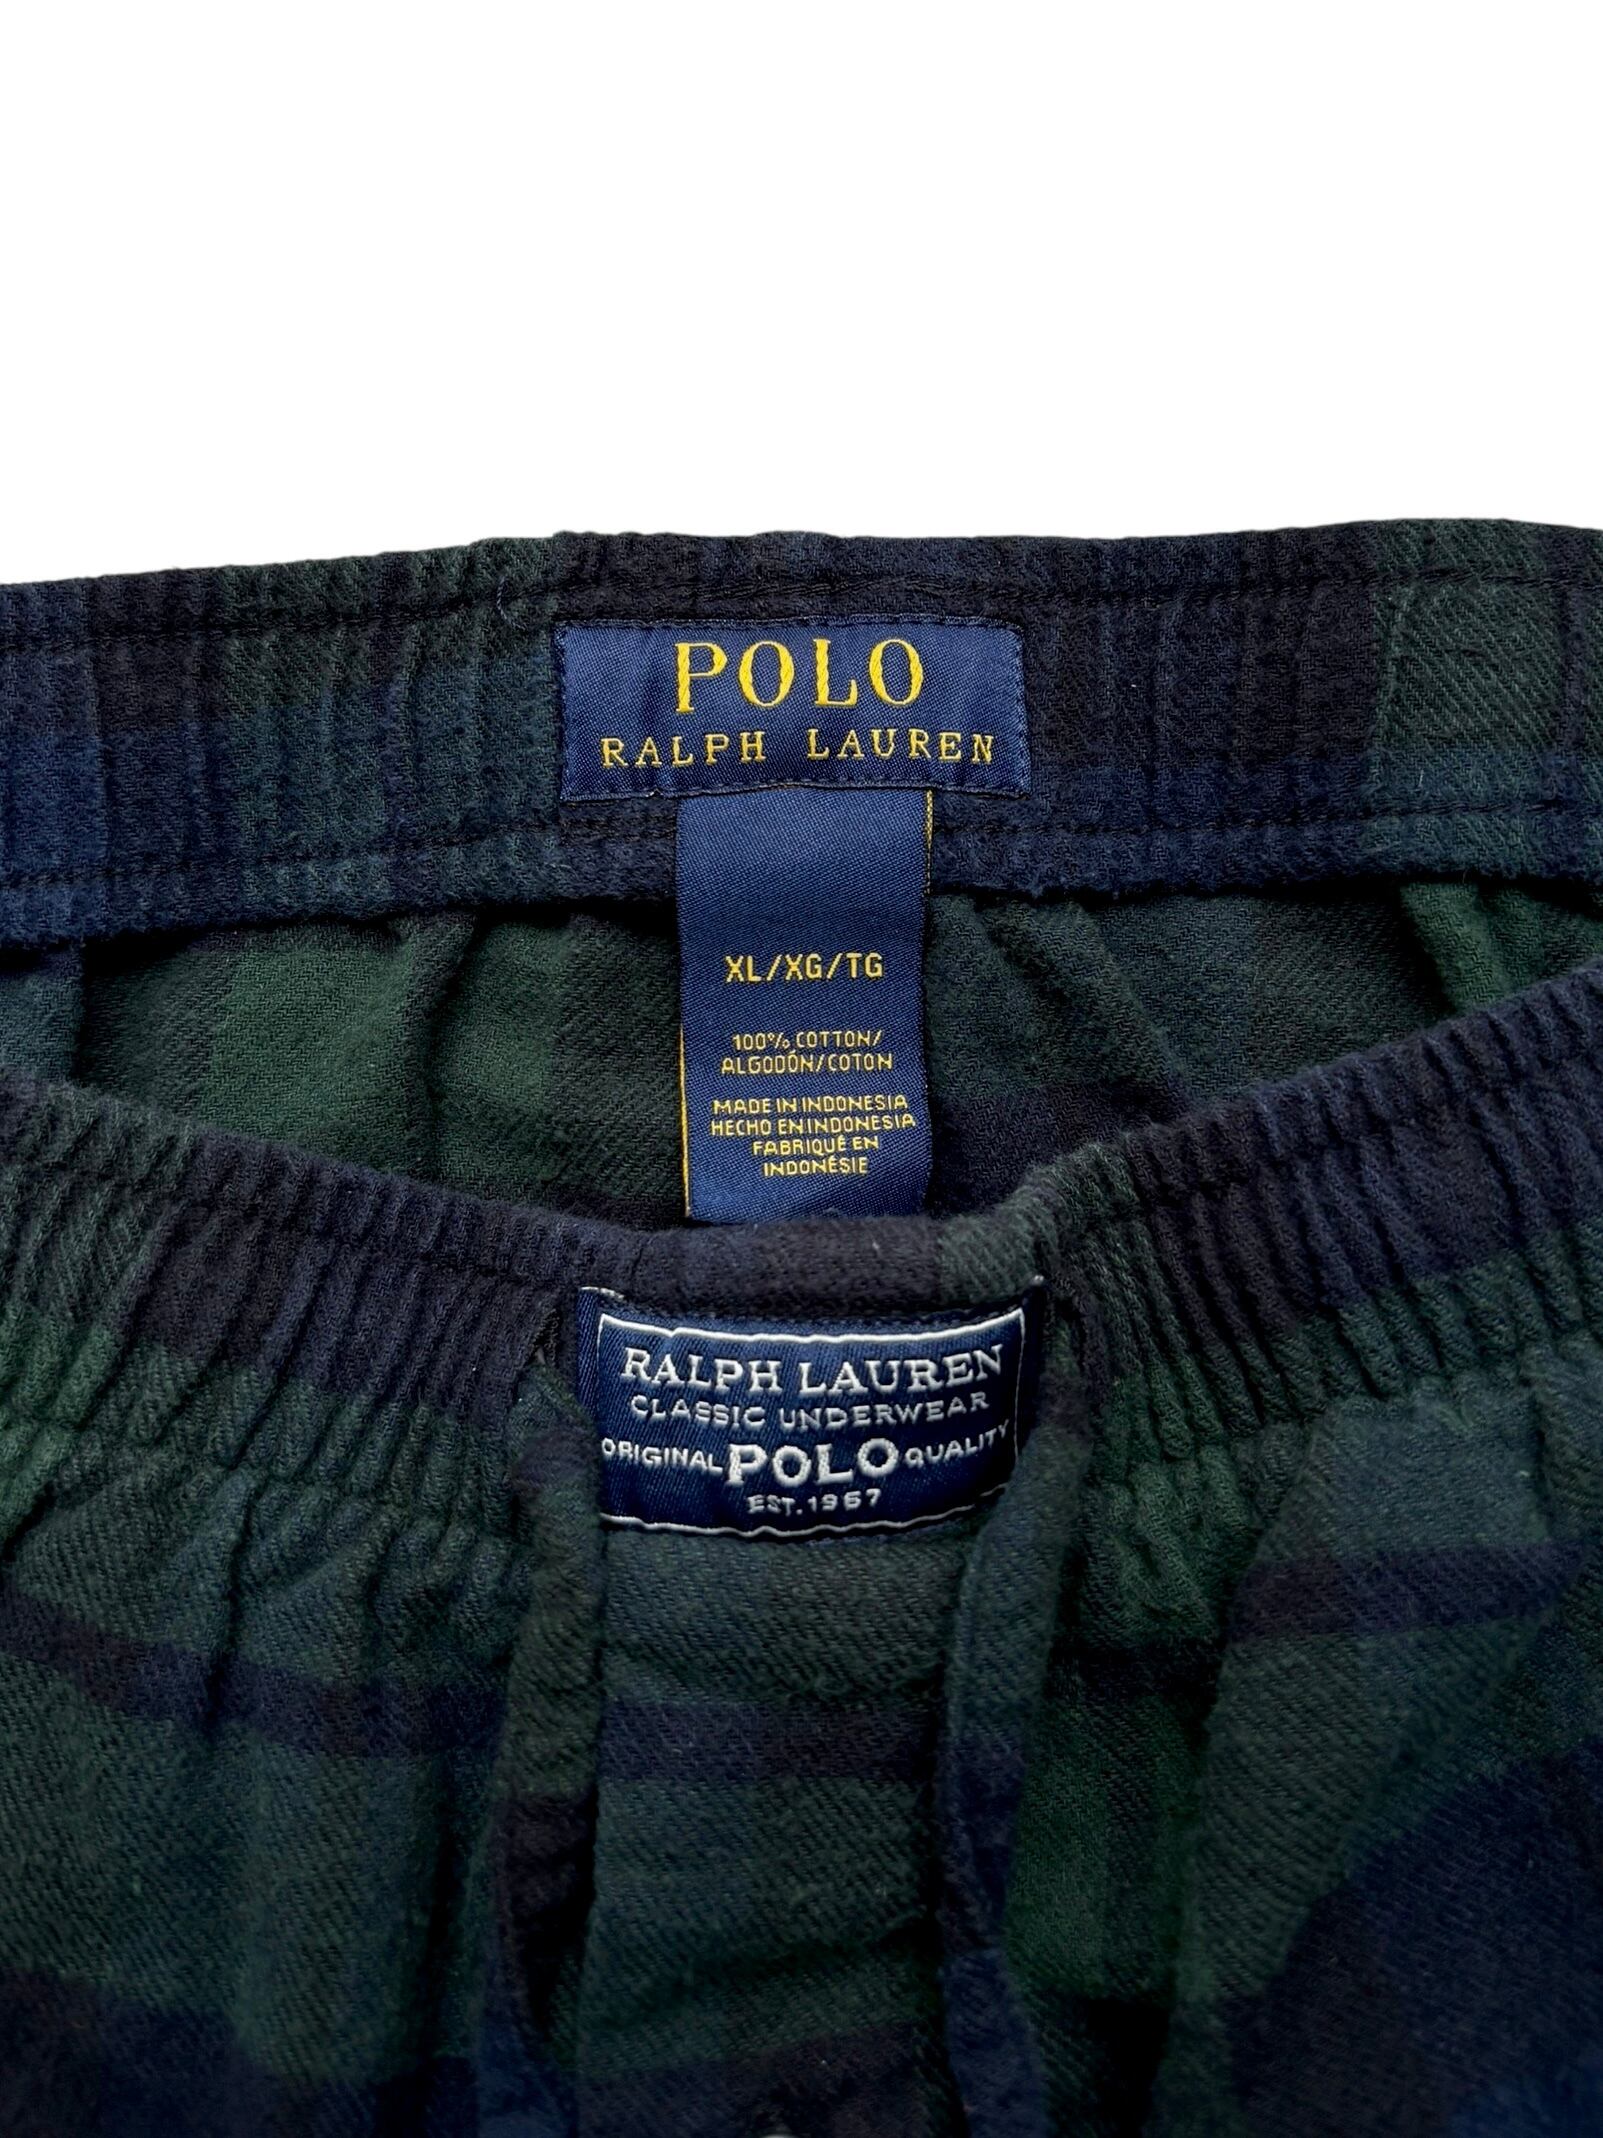 POLO
RALPH LAUREN
XL/XG/TG
100% COTTON/
ALGODÓN/COTON
MADE IN INDONESIA
HECHO EN INDONESIA
FABRIQUÉ EN
INDONÉSIE
RALPH LAUREN
CLASSIC UNDERWEAR
ORIGINAL POLO QUALITY
EST. 1967